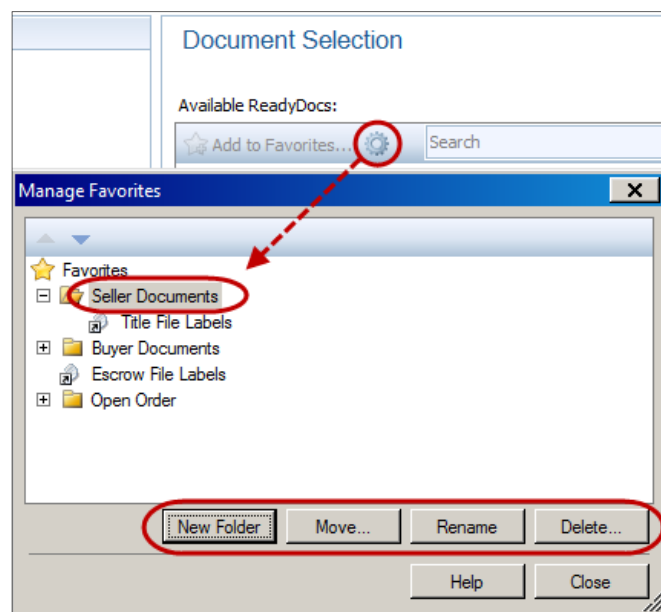 Document Selection
Available ReadyDocs:
Add to Favorites... Search
Manage Favorites
Favorites
Seller Documents
Title File Labels
Buyer Documents
Escrow File Labels
Open Order
New Folder Move... Rename Delete...
Help Close